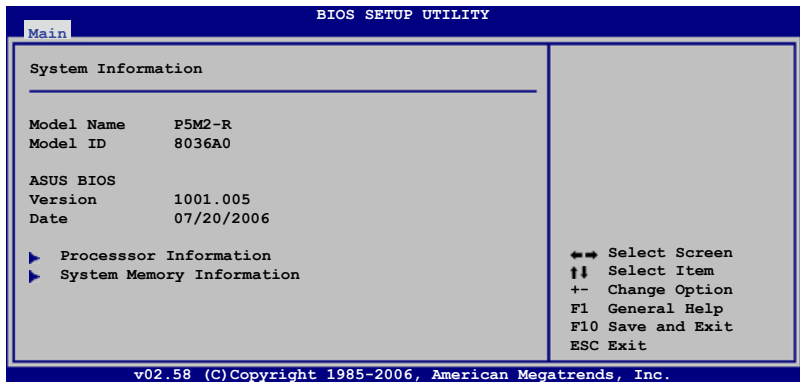 BIOS SETUP UTILITY
Main
System Information
Model Name P5M2-R
Model ID 8036A0
ASUS BIOS
Version 1001.005
Date 07/20/2006
Processsor Information
System Memory Information
Select Screen
Select Item
+- Change Option
F1 General Help
F10 Save and Exit
ESC Exit
v02.58 (C)Copyright 1985-2006, American Megatrends, Inc.